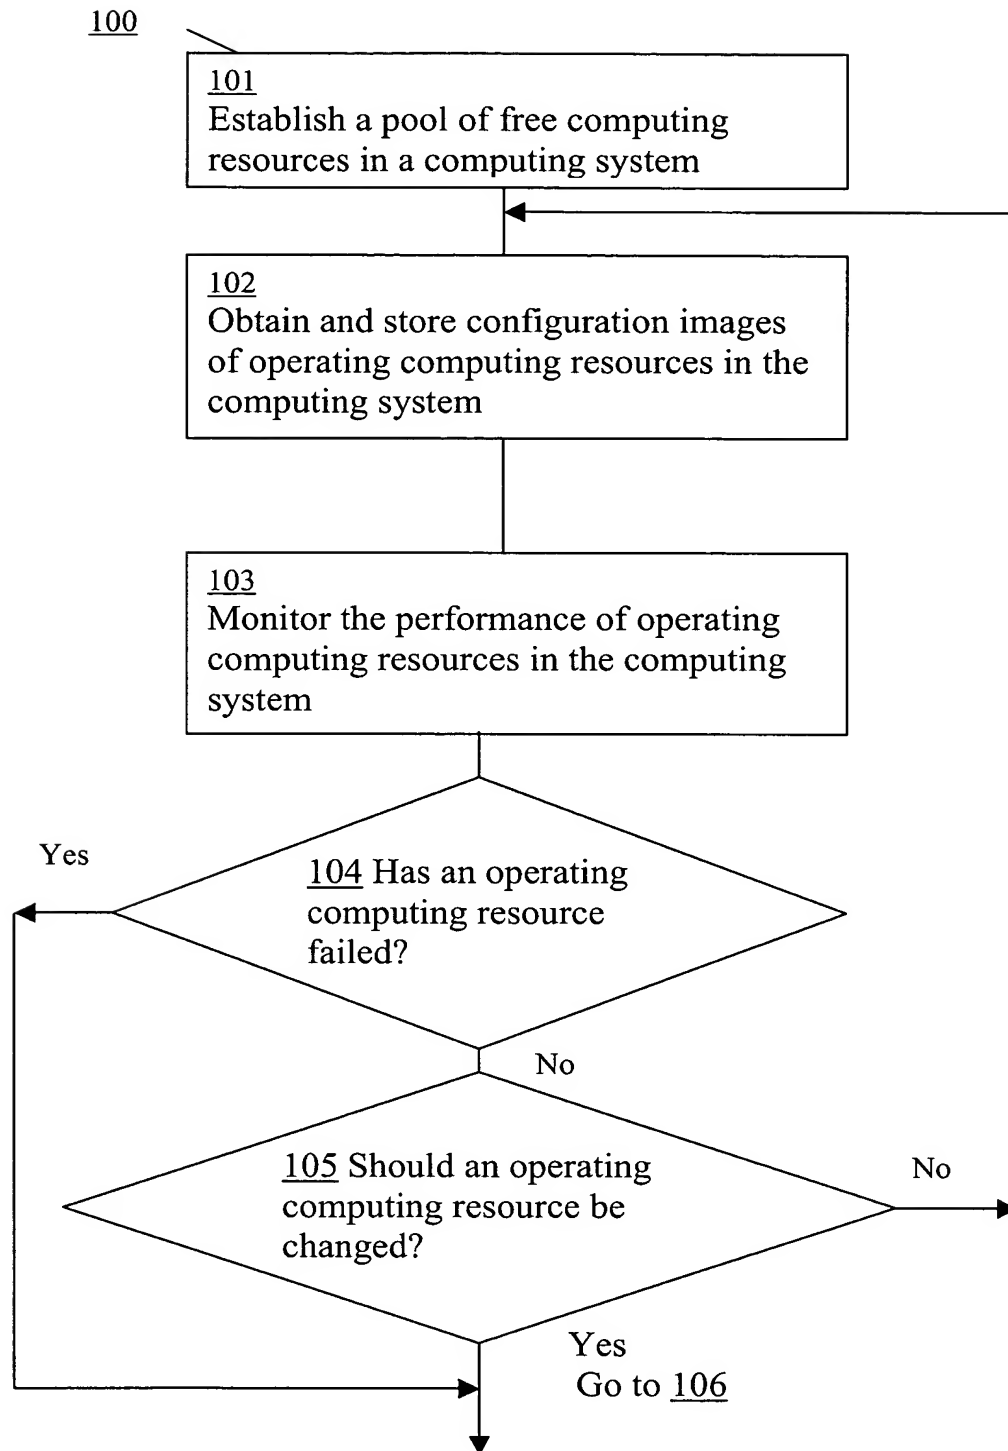 100
101
Establish a pool of free computing
resources in a computing system
102
Obtain and store configuration images
of operating computing resources in the
computing system
103
Monitor the performance of operating
computing resources in the computing
system
Yes
104 Has an operating
computing resource
failed?
No
105 Should an operating
computing resource be
changed?
No
Yes
Go to 106